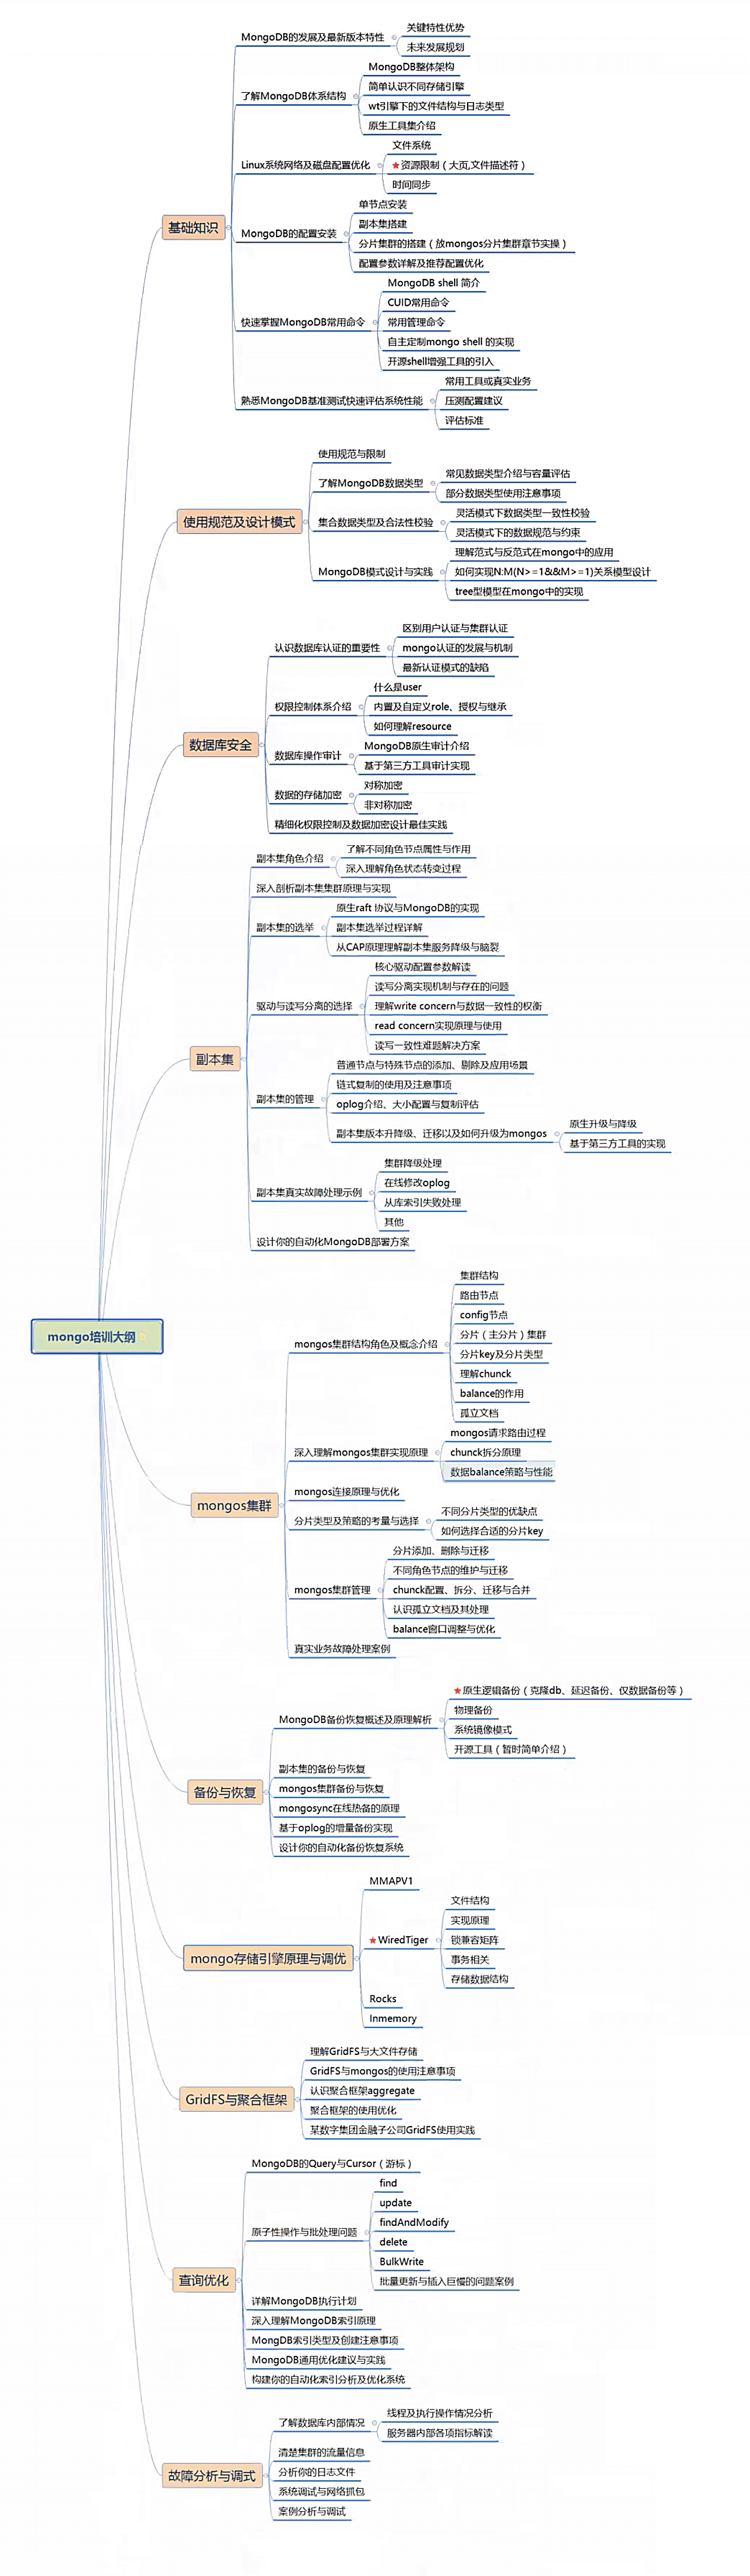 mongo培训大纲
基础知识
MongoDB的发展及最新版本特性
关键特性优势
未来发展规划
了解MongoDB体系结构
MongoDB整体架构
简单认识不同存储引擎
wt引擎下的文件结构与日志类型
原生工具集介绍
Linux系统网络及磁盘配置优化
文件系统
资源限制（大页,文件描述符）
时间同步
MongoDB的配置安装
单节点安装
副本集搭建
分片集群的搭建（放mongos分片集群章节实操）
配置参数详解及推荐配置优化
快速掌握MongoDB常用命令
MongoDB shell 简介
CUID常用命令
常用管理命令
自主定制mongo shell 的实现
开源shell增强工具的引入
熟悉MongoDB基准测试快速评估系统性能
常用工具或真实业务
压测配置建议
评估标准
使用规范及设计模式
使用规范与限制
了解MongoDB数据类型
常见数据类型介绍与容量评估
部分数据类型使用注意事项
集合数据类型及合法性校验
灵活模式下数据类型一致性校验
灵活模式下的数据规范与约束
MongoDB模式设计与实践
理解范式与反范式在mongo中的应用
如何实现N:M(N>=1&&M>=1)关系模型设计
tree型模型在mongo中的实现
数据库安全
认识数据库认证的重要性
区别用户认证与集群认证
mongo认证的发展与机制
最新认证模式的缺陷
权限控制体系介绍
什么是user
内置及自定义role、授权与继承
如何理解resource
数据库操作审计
MongoDB原生审计介绍
基于第三方工具审计实现
数据的存储加密
对称加密
非对称加密
精细化权限控制及数据加密设计最佳实践
副本集
副本集角色介绍
了解不同角色节点属性与作用
深入理解角色状态转变过程
深入剖析副本集集群原理与实现
副本集的选举
原生raft 协议与MongoDB的实现
副本集选举过程详解
从CAP原理理解副本集服务降级与脑裂
驱动与读写分离的选择
核心驱动配置参数解读
读写分离实现机制与存在的问题
理解write concern与数据一致性的权衡
read concern实现原理与使用
读写一致性难题解决方案
副本集的管理
普通节点与特殊节点的添加、剔除及应用场景
链式复制的使用及注意事项
oplog介绍、大小配置与复制评估
副本集版本升降级、迁移以及如何升级为mongos
原生升级与降级
基于第三方工具的实现
副本集真实故障处理示例
集群降级处理
在线修改oplog
从库索引失败处理
其他
设计你的自动化MongoDB部署方案
mongos集群
mongos集群结构角色及概念介绍
集群结构
路由节点
config节点
分片（主分片）集群
分片key及分片类型
理解chunck
balance的作用
孤立文档
深入理解mongos集群实现原理
mongos请求路由过程
chunck拆分原理
数据balance策略与性能
mongos连接原理与优化
分片类型及策略的考量与选择
不同分片类型的优缺点
如何选择合适的分片key
mongos集群管理
分片添加、删除与迁移
不同角色节点的维护与迁移
chunck配置、拆分、迁移与合并
认识孤立文档及其处理
balance窗口调整与优化
真实业务故障处理案例
备份与恢复
MongoDB备份恢复概述及原理解析
原生逻辑备份（克隆db、延迟备份、仅数据备份等）
物理备份
系统镜像模式
开源工具（暂时简单介绍）
副本集的备份与恢复
mongos集群备份与恢复
mongosync在线热备的原理
基于oplog的增量备份实现
设计你的自动化备份恢复系统
mongo存储引擎原理与调优
MMAPV1
WiredTiger
文件结构
实现原理
锁兼容矩阵
事务相关
存储数据结构
Rocks
Inmemory
GridFS与聚合框架
理解GridFS与大文件存储
GridFS与mongos的使用注意事项
认识聚合框架aggregate
聚合框架的使用优化
某数字集团金融子公司GridFS使用实践
查询优化
MongoDB的Query与Cursor（游标）
原子性操作与批处理问题
find
update
findAndModify
delete
BulkWrite
批量更新与插入巨慢的问题案例
详解MongoDB执行计划
深入理解MongoDB索引原理
MongDB索引类型及创建注意事项
MongoDB通用优化建议与实践
构建你的自动化索引分析及优化系统
故障分析与调式
了解数据库内部情况
线程及执行操作情况分析
服务器内部各项指标解读
清楚集群的流量信息
分析你的日志文件
系统调试与网络抓包
案例分析与调试